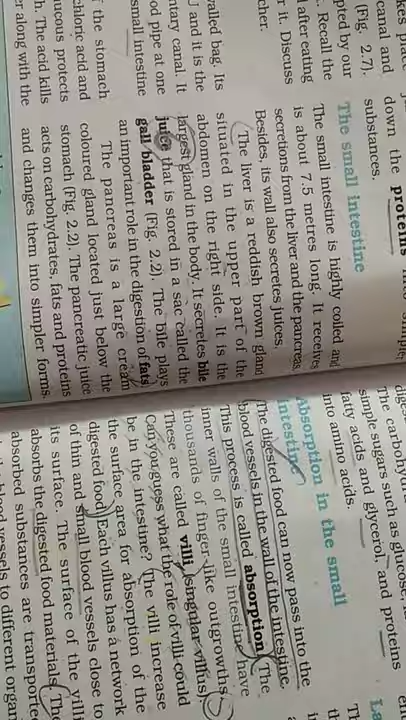 (Fig. 2.7).
canal and
pted by our
. Recall the
l after eating
r it. Discuss
cher.
walled bag. Its
J and it is the
ntary canal. It
od pipe at one
small intestine
the stomach
chloric acid and
ucous protects
h. The acid kills
er along with the
down the proteins into simpler
substances.
The small intestine
The small intestine is highly coiled and
is about 7.5 metres long. It receives
secretions from the liver and the pancreas.
Besides, its wall also secretes juices.
The liver is a reddish brown gland
situated in the upper part of the
abdomen on the right side. It is the
largest gland in the body. It secretes bile
juice that is stored in a sac called the
gall bladder (Fig. 2.2). The bile plays
an important role in the digestion of fats.
The pancreas is a large cream
coloured gland located just below the
stomach (Fig. 2.2). The pancreatic juice
acts on carbohydrates, fats and proteins
and changes them into simpler forms.
The carbohydr
simple sugars such as glucose,
fatty acids and glycerol, and proteins
into amino acids.
Absorption in the small
intestine
The digested food can now pass into the
blood vessels in the wall of the intestine.
This process is called absorption. The
inner walls of the small intestine have
thousands of finger-like outgrowths.
These are called villi (singular villus).
Can you guess what the role of villi could
be in the intestine? The villi increase
the surface area for absorption of the
digested food. Each villus has a network
of thin and small blood vessels close to
its surface. The surface of the villi
absorbs the digested food materials. The
absorbed substances are transporte
blood vessels to different organ